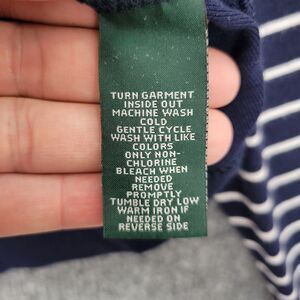 TURN GARMENT
INSIDE OUT
MACHINE WASH
COLD
GENTLE CYCLE
WASH WITH LIKE
COLORS
ONLY NON-
CHLORINE
BLEACH WHEN
NEEDED
REMOVE
PROMPTLY
TUMBLE DRY LOW
WARM IRON IF
NEEDED ON
REVERSE SIDE